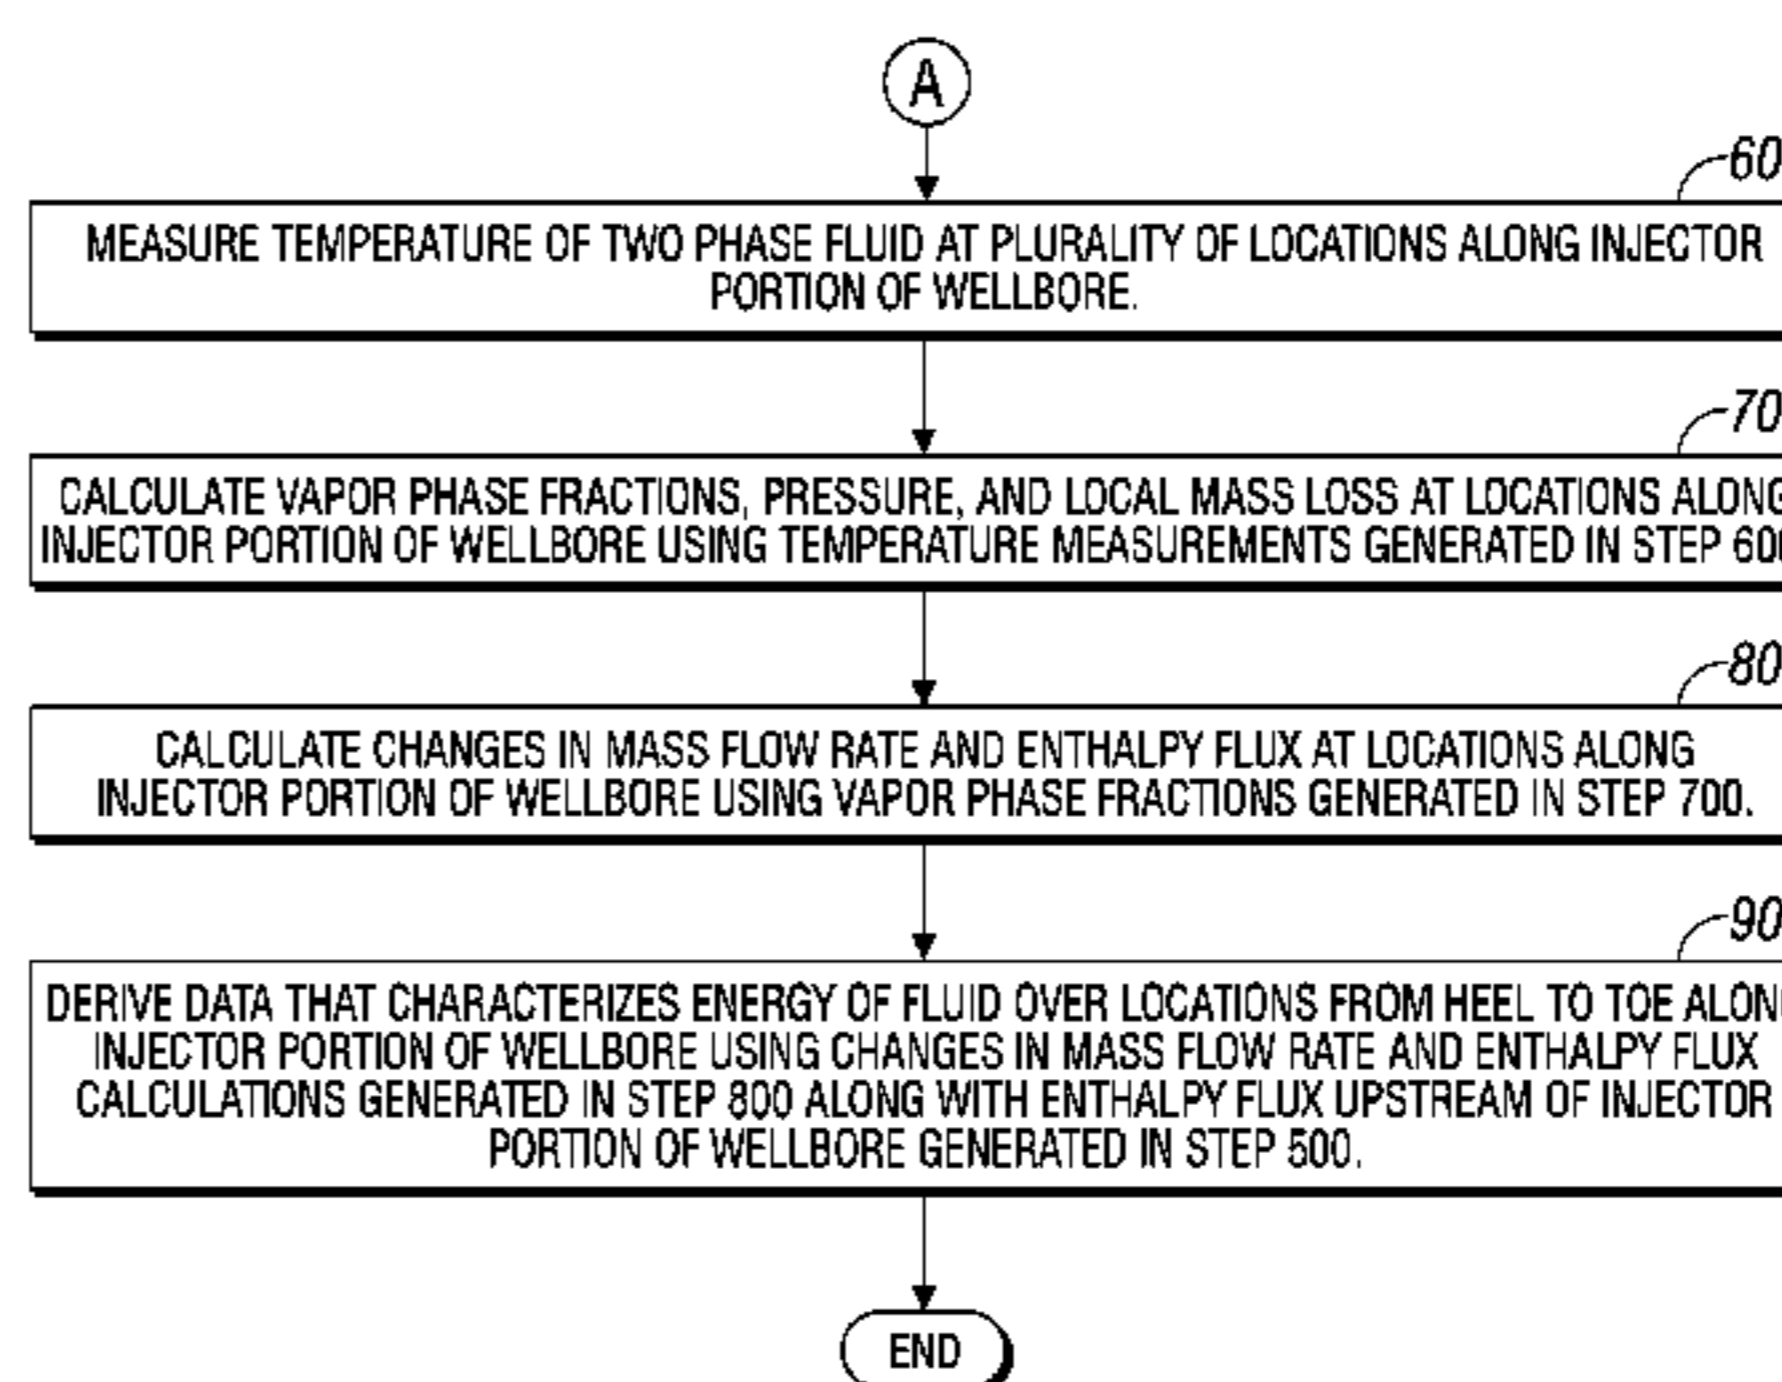 A
60
MEASURE TEMPERATURE OF TWO PHASE FLUID AT PLURALITY OF LOCATIONS ALONG INJECTOR
PORTION OF WELLBORE.
70
CALCULATE VAPOR PHASE FRACTIONS, PRESSURE, AND LOCAL MASS LOSS AT LOCATIONS ALONG
INJECTOR PORTION OF WELLBORE USING TEMPERATURE MEASUREMENTS GENERATED IN STEP 600
80
CALCULATE CHANGES IN MASS FLOW RATE AND ENTHALPY FLUX AT LOCATIONS ALONG
INJECTOR PORTION OF WELLBORE USING VAPOR PHASE FRACTIONS GENERATED IN STEP 700.
90
DERIVE DATA THAT CHARACTERIZES ENERGY OF FLUID OVER LOCATIONS FROM HEEL TO TOE ALONG
INJECTOR PORTION OF WELLBORE USING CHANGES IN MASS FLOW RATE AND ENTHALPY FLUX
CALCULATIONS GENERATED IN STEP 800 ALONG WITH ENTHALPY FLUX UPSTREAM OF INJECTOR
PORTION OF WELLBORE GENERATED IN STEP 500.
END